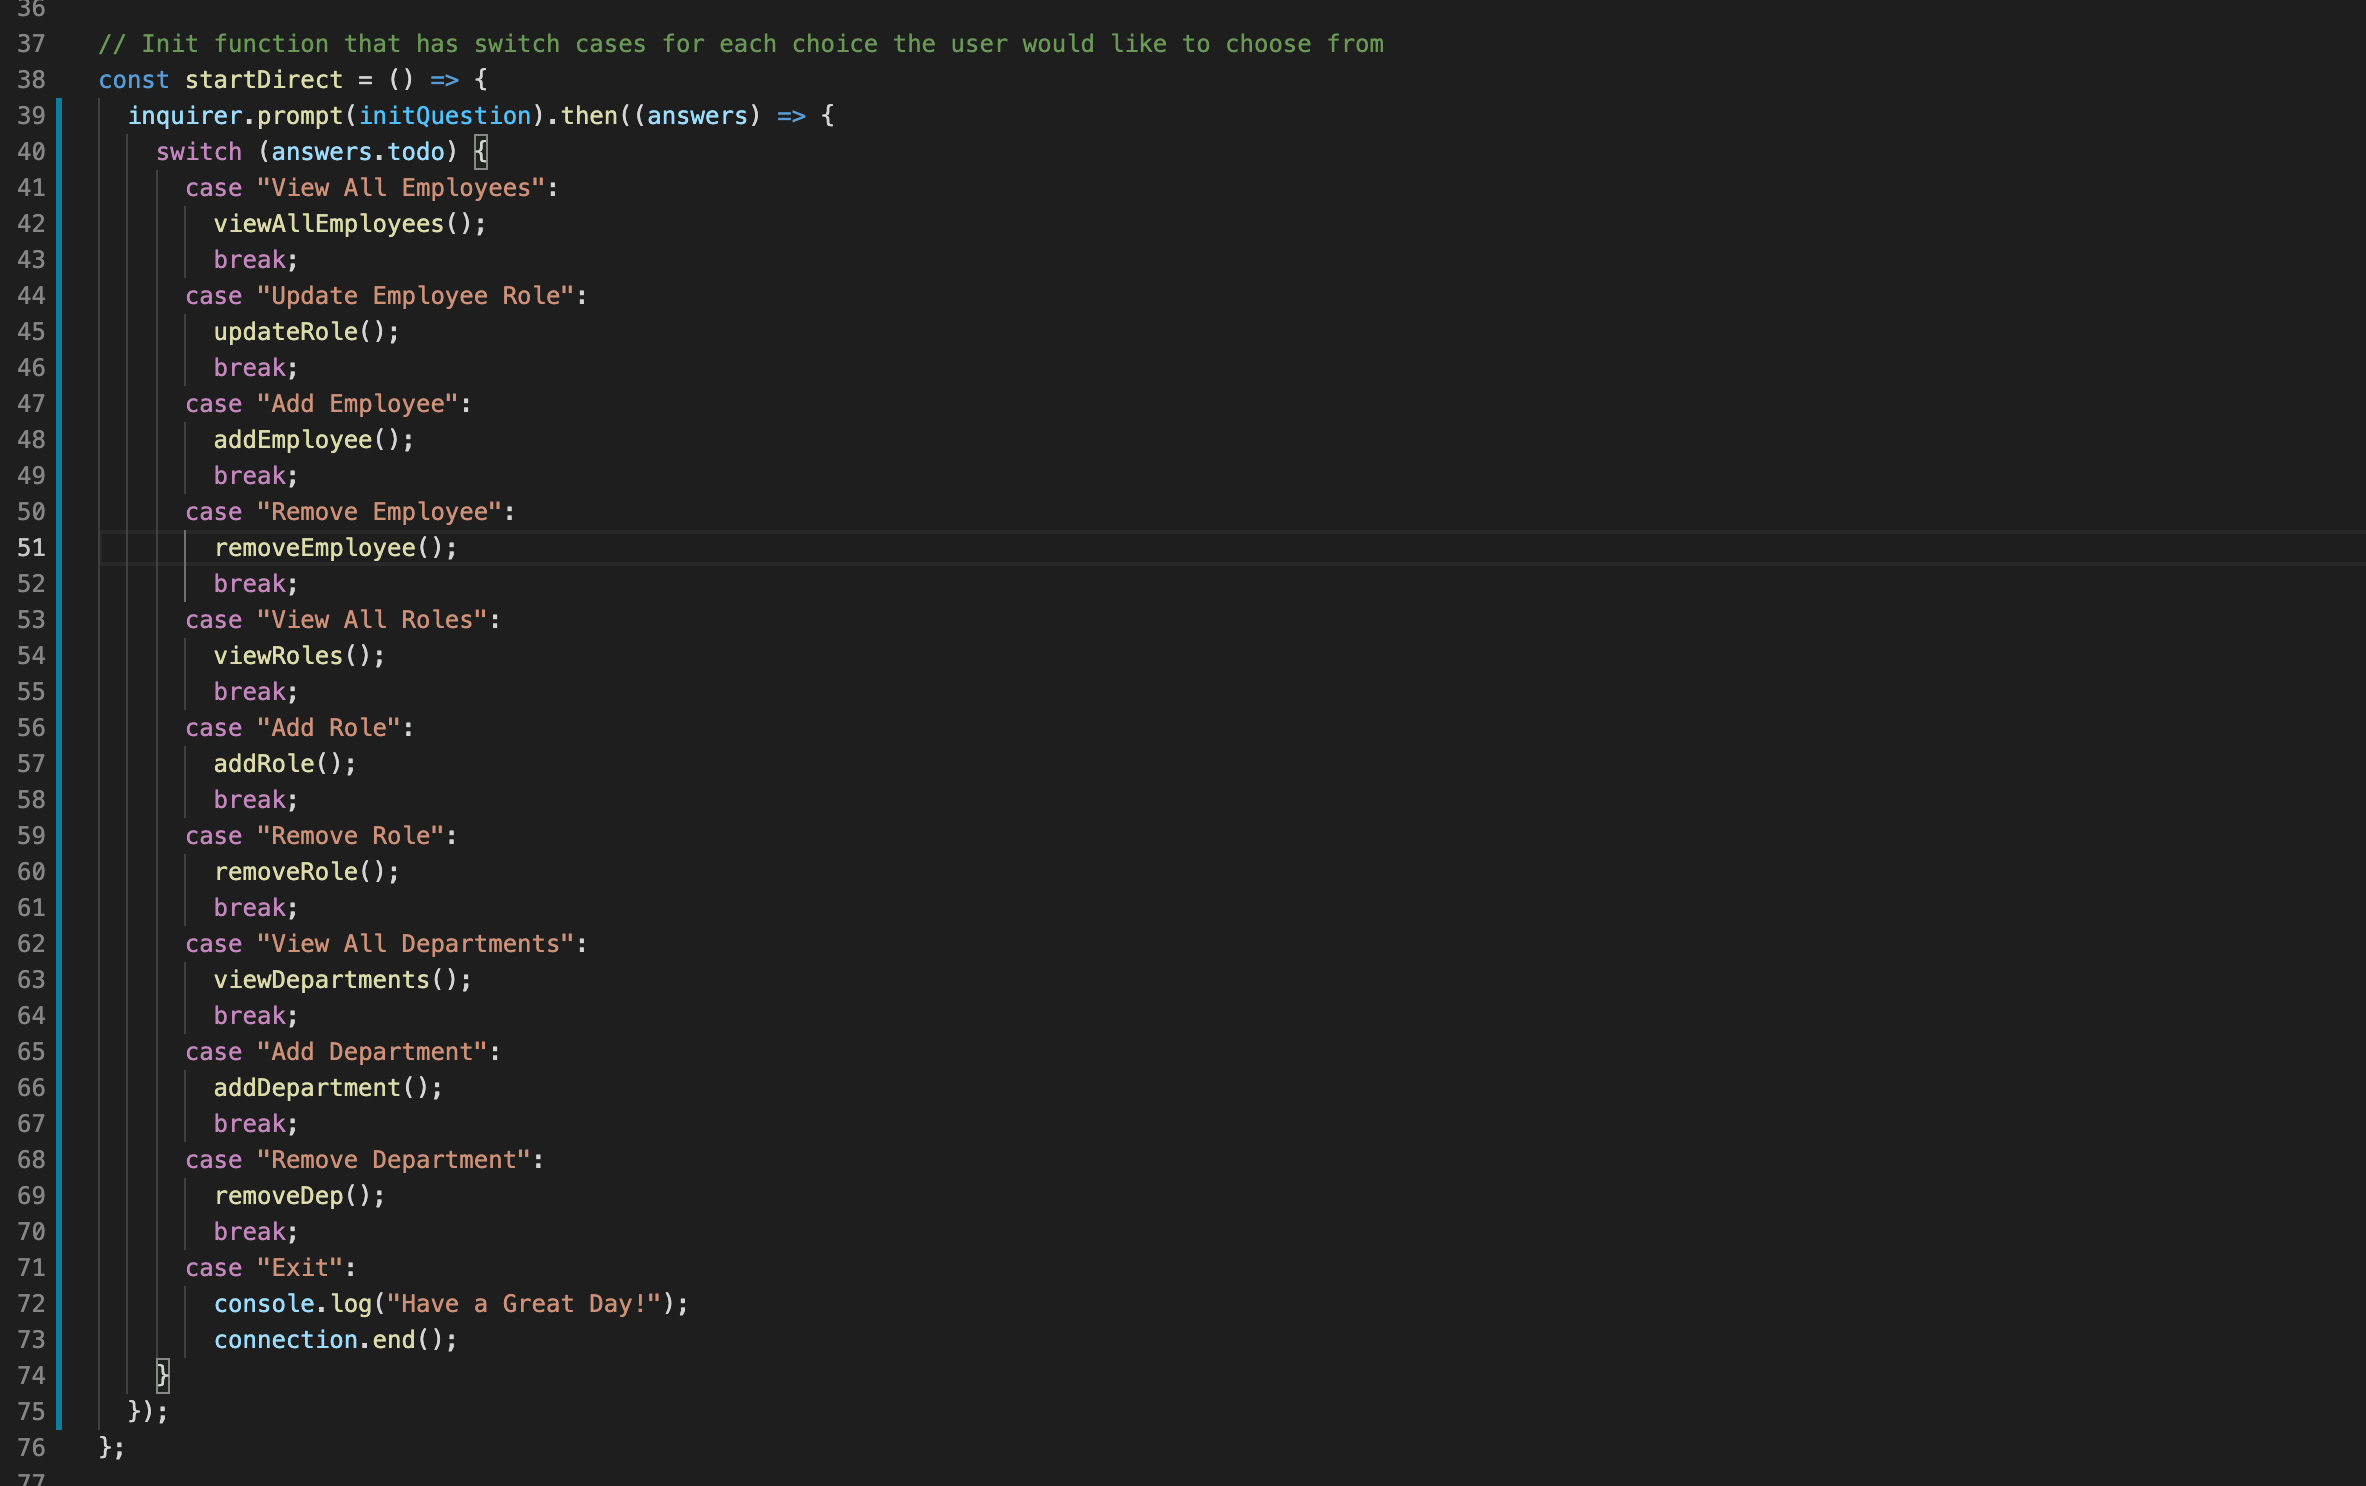 36
37 // Init function that has switch cases for each choice the user would like to choose from
38 const startDirect = () => {
39   inquirer.prompt(initQuestion).then((answers) => {
40     switch (answers.todo) {
41       case "View All Employees":
42         viewAllEmployees();
43         break;
44       case "Update Employee Role":
45         updateRole();
46         break;
47       case "Add Employee":
48         addEmployee();
49         break;
50       case "Remove Employee":
51         removeEmployee();
52         break;
53       case "View All Roles":
54         viewRoles();
55         break;
56       case "Add Role":
57         addRole();
58         break;
59       case "Remove Role":
60         removeRole();
61         break;
62       case "View All Departments":
63         viewDepartments();
64         break;
65       case "Add Department":
66         addDepartment();
67         break;
68       case "Remove Department":
69         removeDep();
70         break;
71       case "Exit":
72         console.log("Have a Great Day!");
73         connection.end();
74     }
75   });
76 };
77